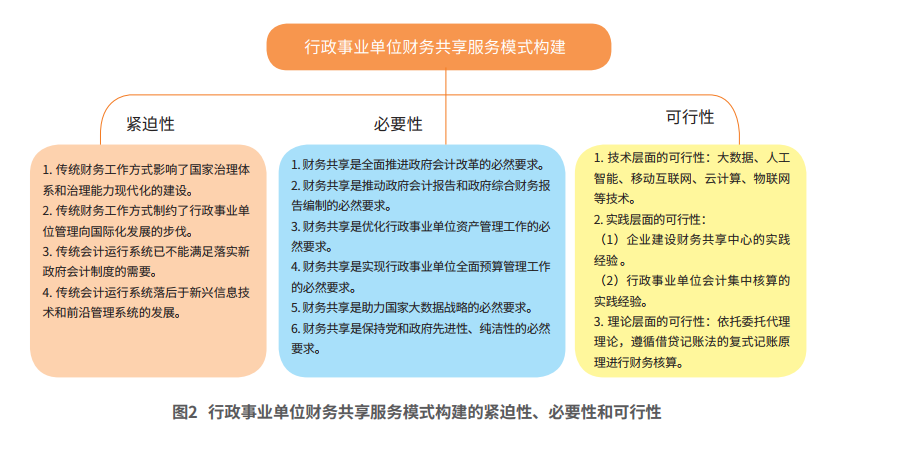 行政事业单位财务共享服务模式构建
紧迫性
1. 传统财务工作方式影响了国家治理体
系和治理能力现代化的建设。
2. 传统财务工作方式制约了行政事业单
位管理向国际化发展的步伐。
3. 传统会计运行系统已不能满足落实新
政府会计制度的需要。
4. 传统会计运行系统落后于新兴信息技
术和前沿管理系统的发展。
必要性
1. 财务共享是全面推进政府会计改革的必然要求。
2. 财务共享是推动政府会计报告和政府综合财务报
告编制的必然要求。
3. 财务共享是优化行政事业单位资产管理工作的必
然要求。
4. 财务共享是实现行政事业单位全面预算管理工作
的必然要求。
5. 财务共享是助力国家大数据战略的必然要求。
6. 财务共享是保持党和政府先进性、纯洁性的必然
要求。
可行性
1. 技术层面的可行性：大数据、人工
智能、移动互联网、云计算、物联网
等技术。
2. 实践层面的可行性：
（1）企业建设财务共享中心的实践
经验。
（2）行政事业单位会计集中核算的
实践经验。
3. 理论层面的可行性：依托委托代理
理论，遵循借贷记账法的复式记账原
理进行财务核算。
图2 行政事业单位财务共享服务模式构建的紧迫性、必要性和可行性